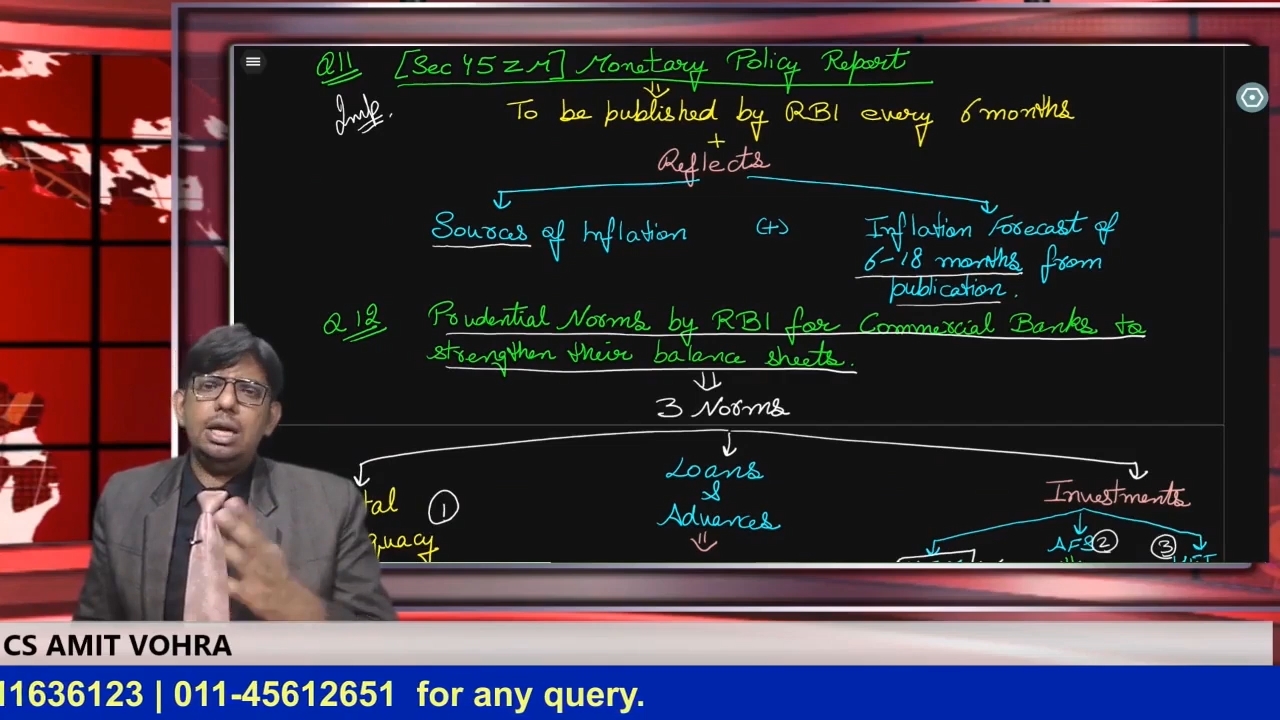 Q11 [Sec 45ZM] Monetary Policy Report
Imp.
To be published by RBI every 6 months
+
Reflects
Sources of Inflation (+) Inflation Forecast of
6-18 months from
publication.
Q12 Prudential Norms by RBI for Commercial Banks to
strengthen their balance sheets.
3 Norms
tal ① Loans Investments
&
quacy Advances AFS ② ③
CS AMIT VOHRA
11636123 | 011-45612651 for any query.